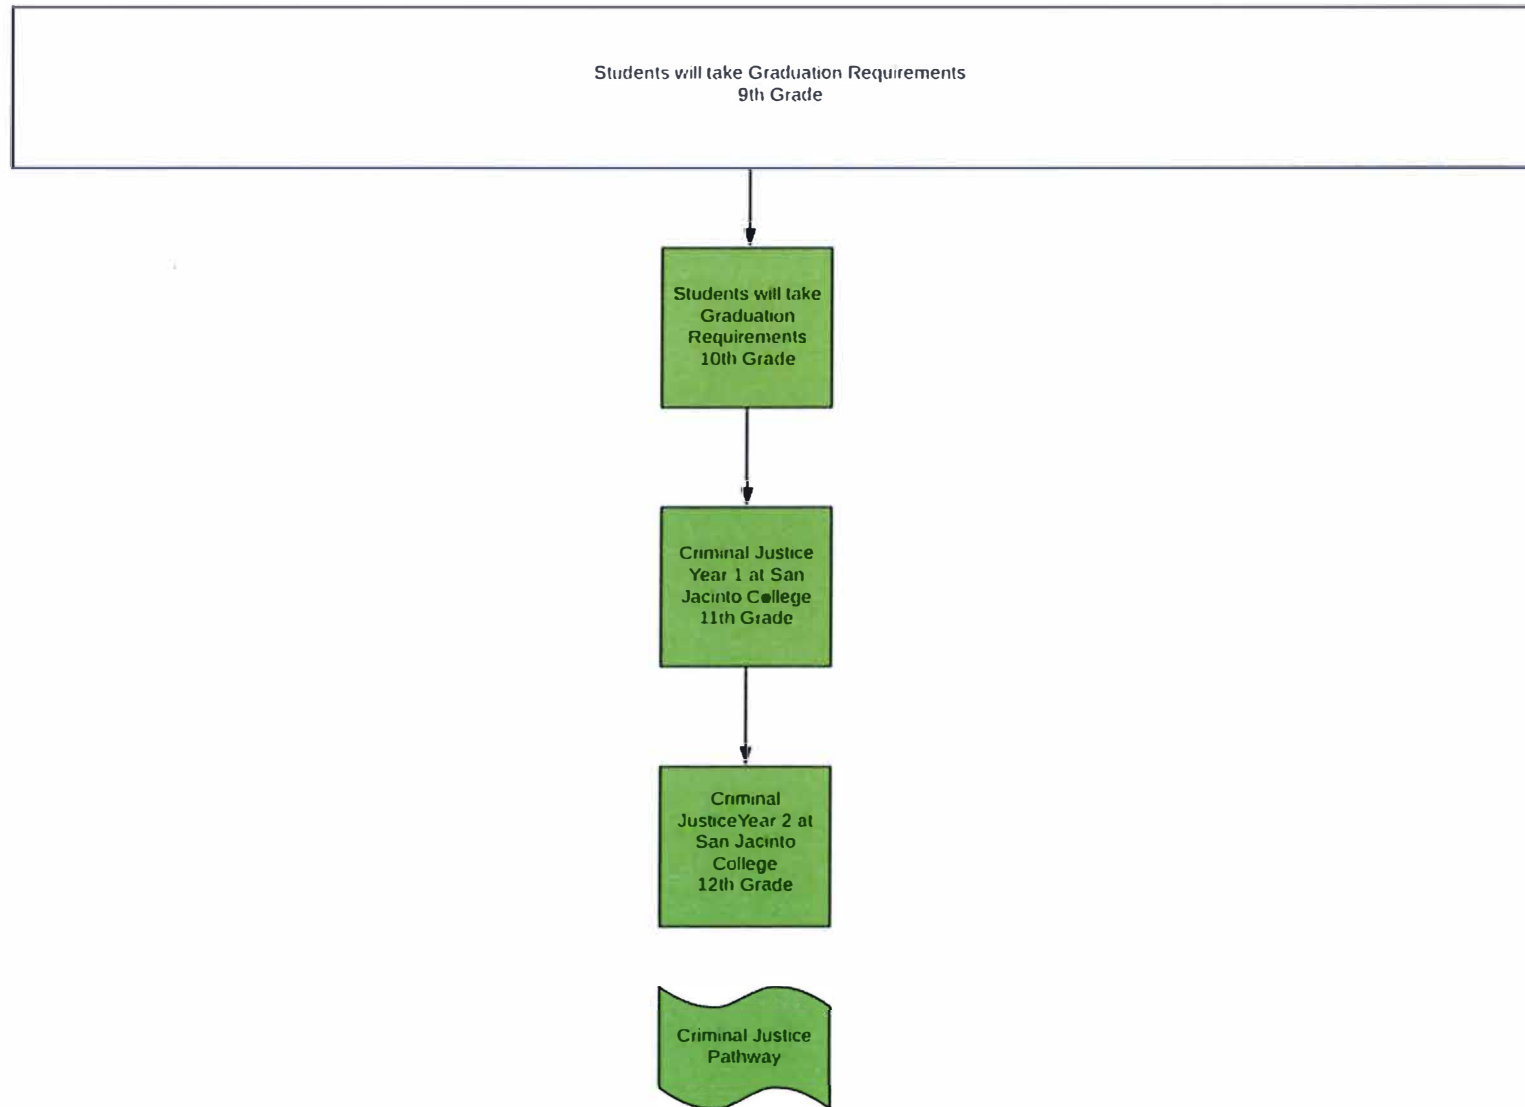 Students will take Graduation Requirements
9th Grade
Students will take
Graduation
Requirements
10th Grade
Criminal Justice
Year 1 at San
Jacinto College
11th Grade
Criminal
JusticeYear 2 at
San Jacinto
College
12th Grade
Criminal Justice
Pathway